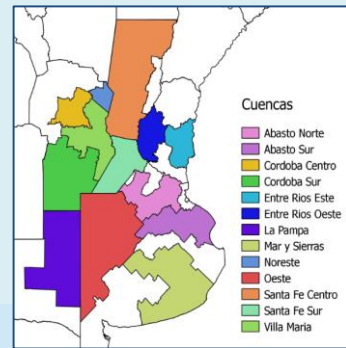 Cuencas
Abasto Norte
Abasto Sur
Cordoba Centro
Cordoba Sur
Entre Rios Este
Entre Rios Oeste
La Pampa
Mar y Sierras
Noreste
Oeste
Santa Fe Centro
Santa Fe Sur
Villa Maria